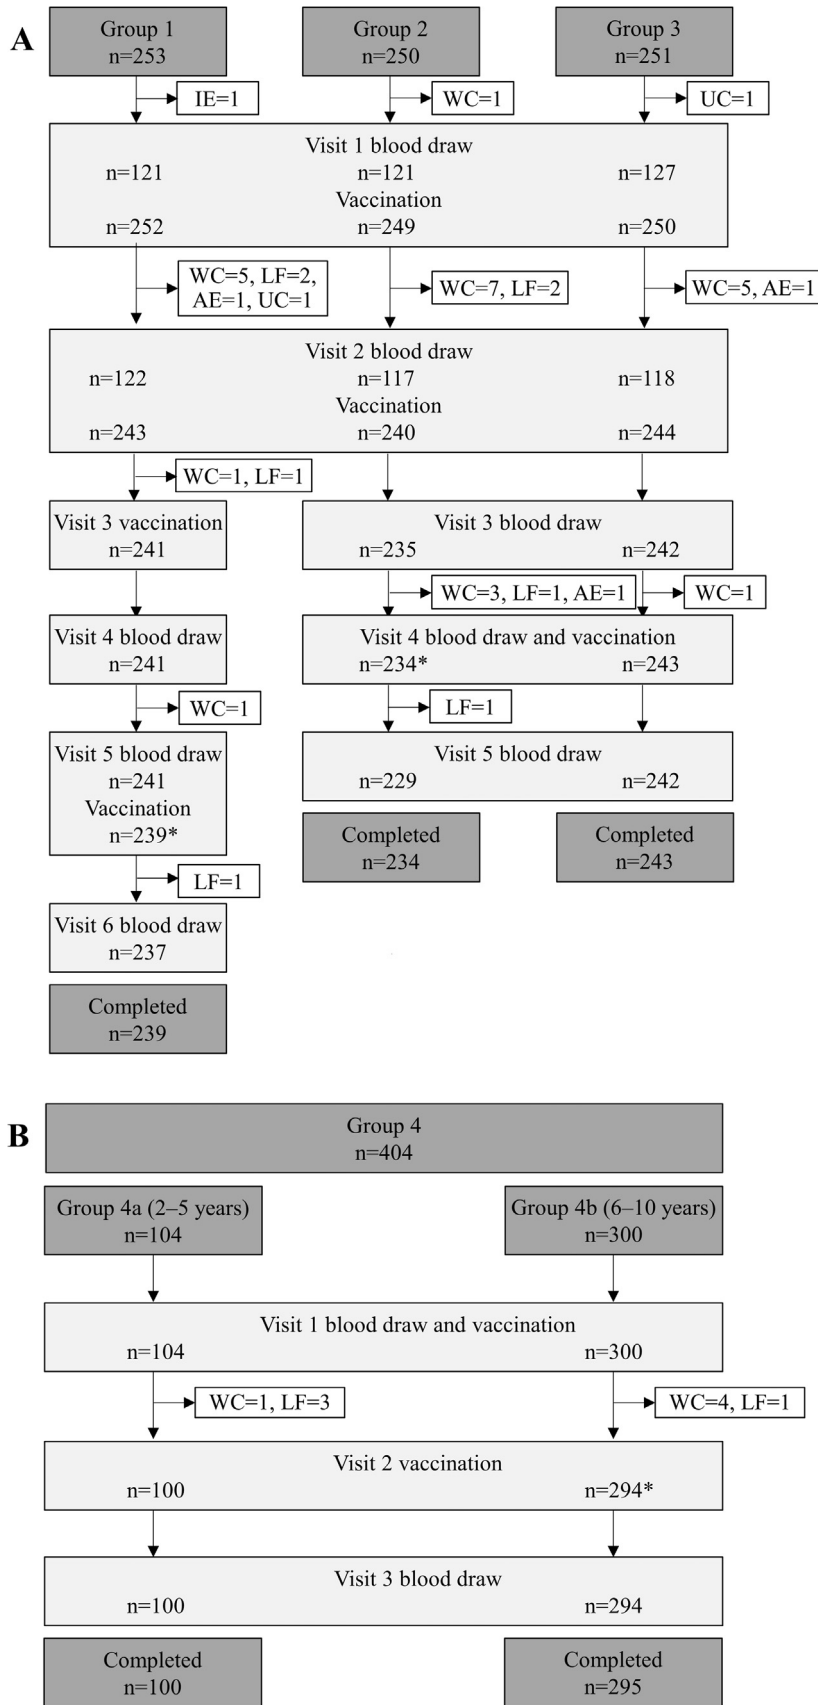 A
Group 1
n=253
Group 2
n=250
Group 3
n=251
IE=1
WC=1
UC=1
Visit 1 blood draw
n=121 n=121 n=127
Vaccination
n=252 n=249 n=250
WC=5, LF=2,
AE=1, UC=1
WC=7, LF=2
WC=5, AE=1
Visit 2 blood draw
n=122 n=117 n=118
Vaccination
n=243 n=240 n=244
WC=1, LF=1
Visit 3 vaccination
n=241
Visit 3 blood draw
n=235 n=242
WC=3, LF=1, AE=1
WC=1
Visit 4 blood draw
n=241
Visit 4 blood draw and vaccination
n=234* n=243
WC=1
LF=1
Visit 5 blood draw
n=241
Vaccination
n=239*
Visit 5 blood draw
n=229 n=242
Completed
n=234
Completed
n=243
LF=1
Visit 6 blood draw
n=237
Completed
n=239
B
Group 4
n=404
Group 4a (2–5 years)
n=104
Group 4b (6–10 years)
n=300
Visit 1 blood draw and vaccination
n=104 n=300
WC=1, LF=3
WC=4, LF=1
Visit 2 vaccination
n=100 n=294*
Visit 3 blood draw
n=100 n=294
Completed
n=100
Completed
n=295